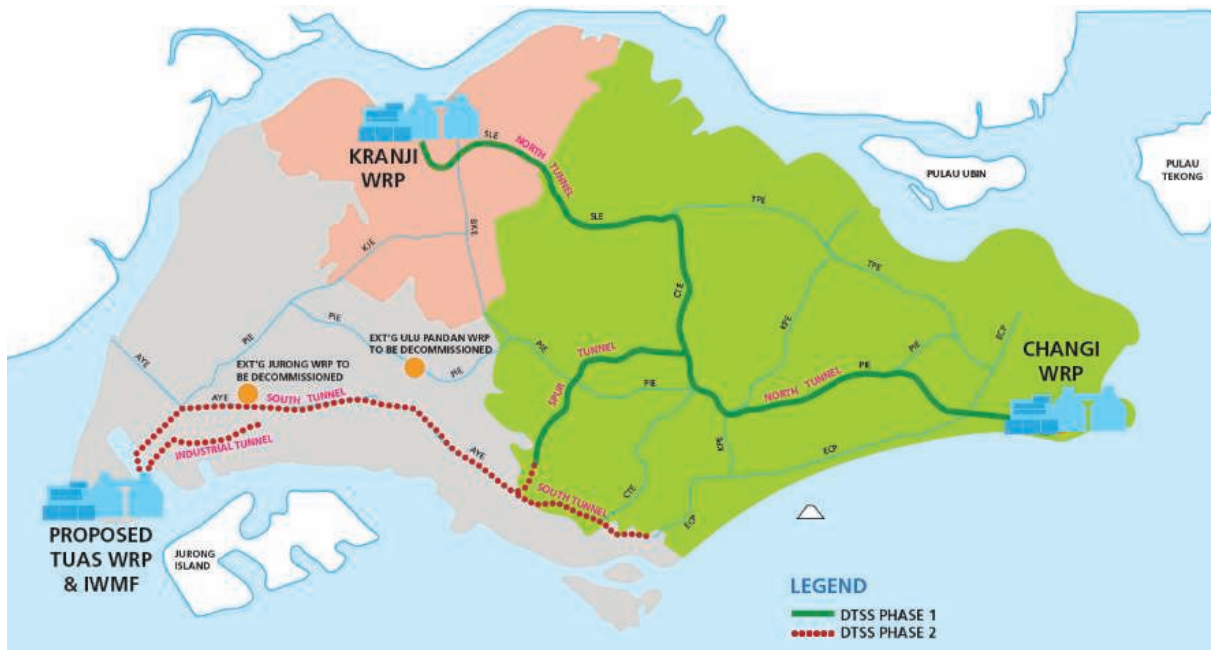 KRANJI
WRP
SLE
NORTH
TUNNEL
PULAU UBIN
PULAU
TEKONG
SLE
TPE
BKE
KJE
TPE
CTE
KPE
PIE
PIE
EXT'G ULU PANDAN WRP
TO BE DECOMMISSIONED
PIE
TUNNEL
PIE
ECP
CHANGI
WRP
AYE
EXT'G JURONG WRP TO
BE DECOMMISSIONED
PIE
PIE
SPUR
NORTH TUNNEL
PIE
AYE
SOUTH TUNNEL
INDUSTRIAL TUNNEL
AYE
KPE
ECP
CTE
SOUTH TUNNEL
ECP
PROPOSED
TUAS WRP
& IWMF
JURONG
ISLAND
LEGEND
DTSS PHASE 1
DTSS PHASE 2